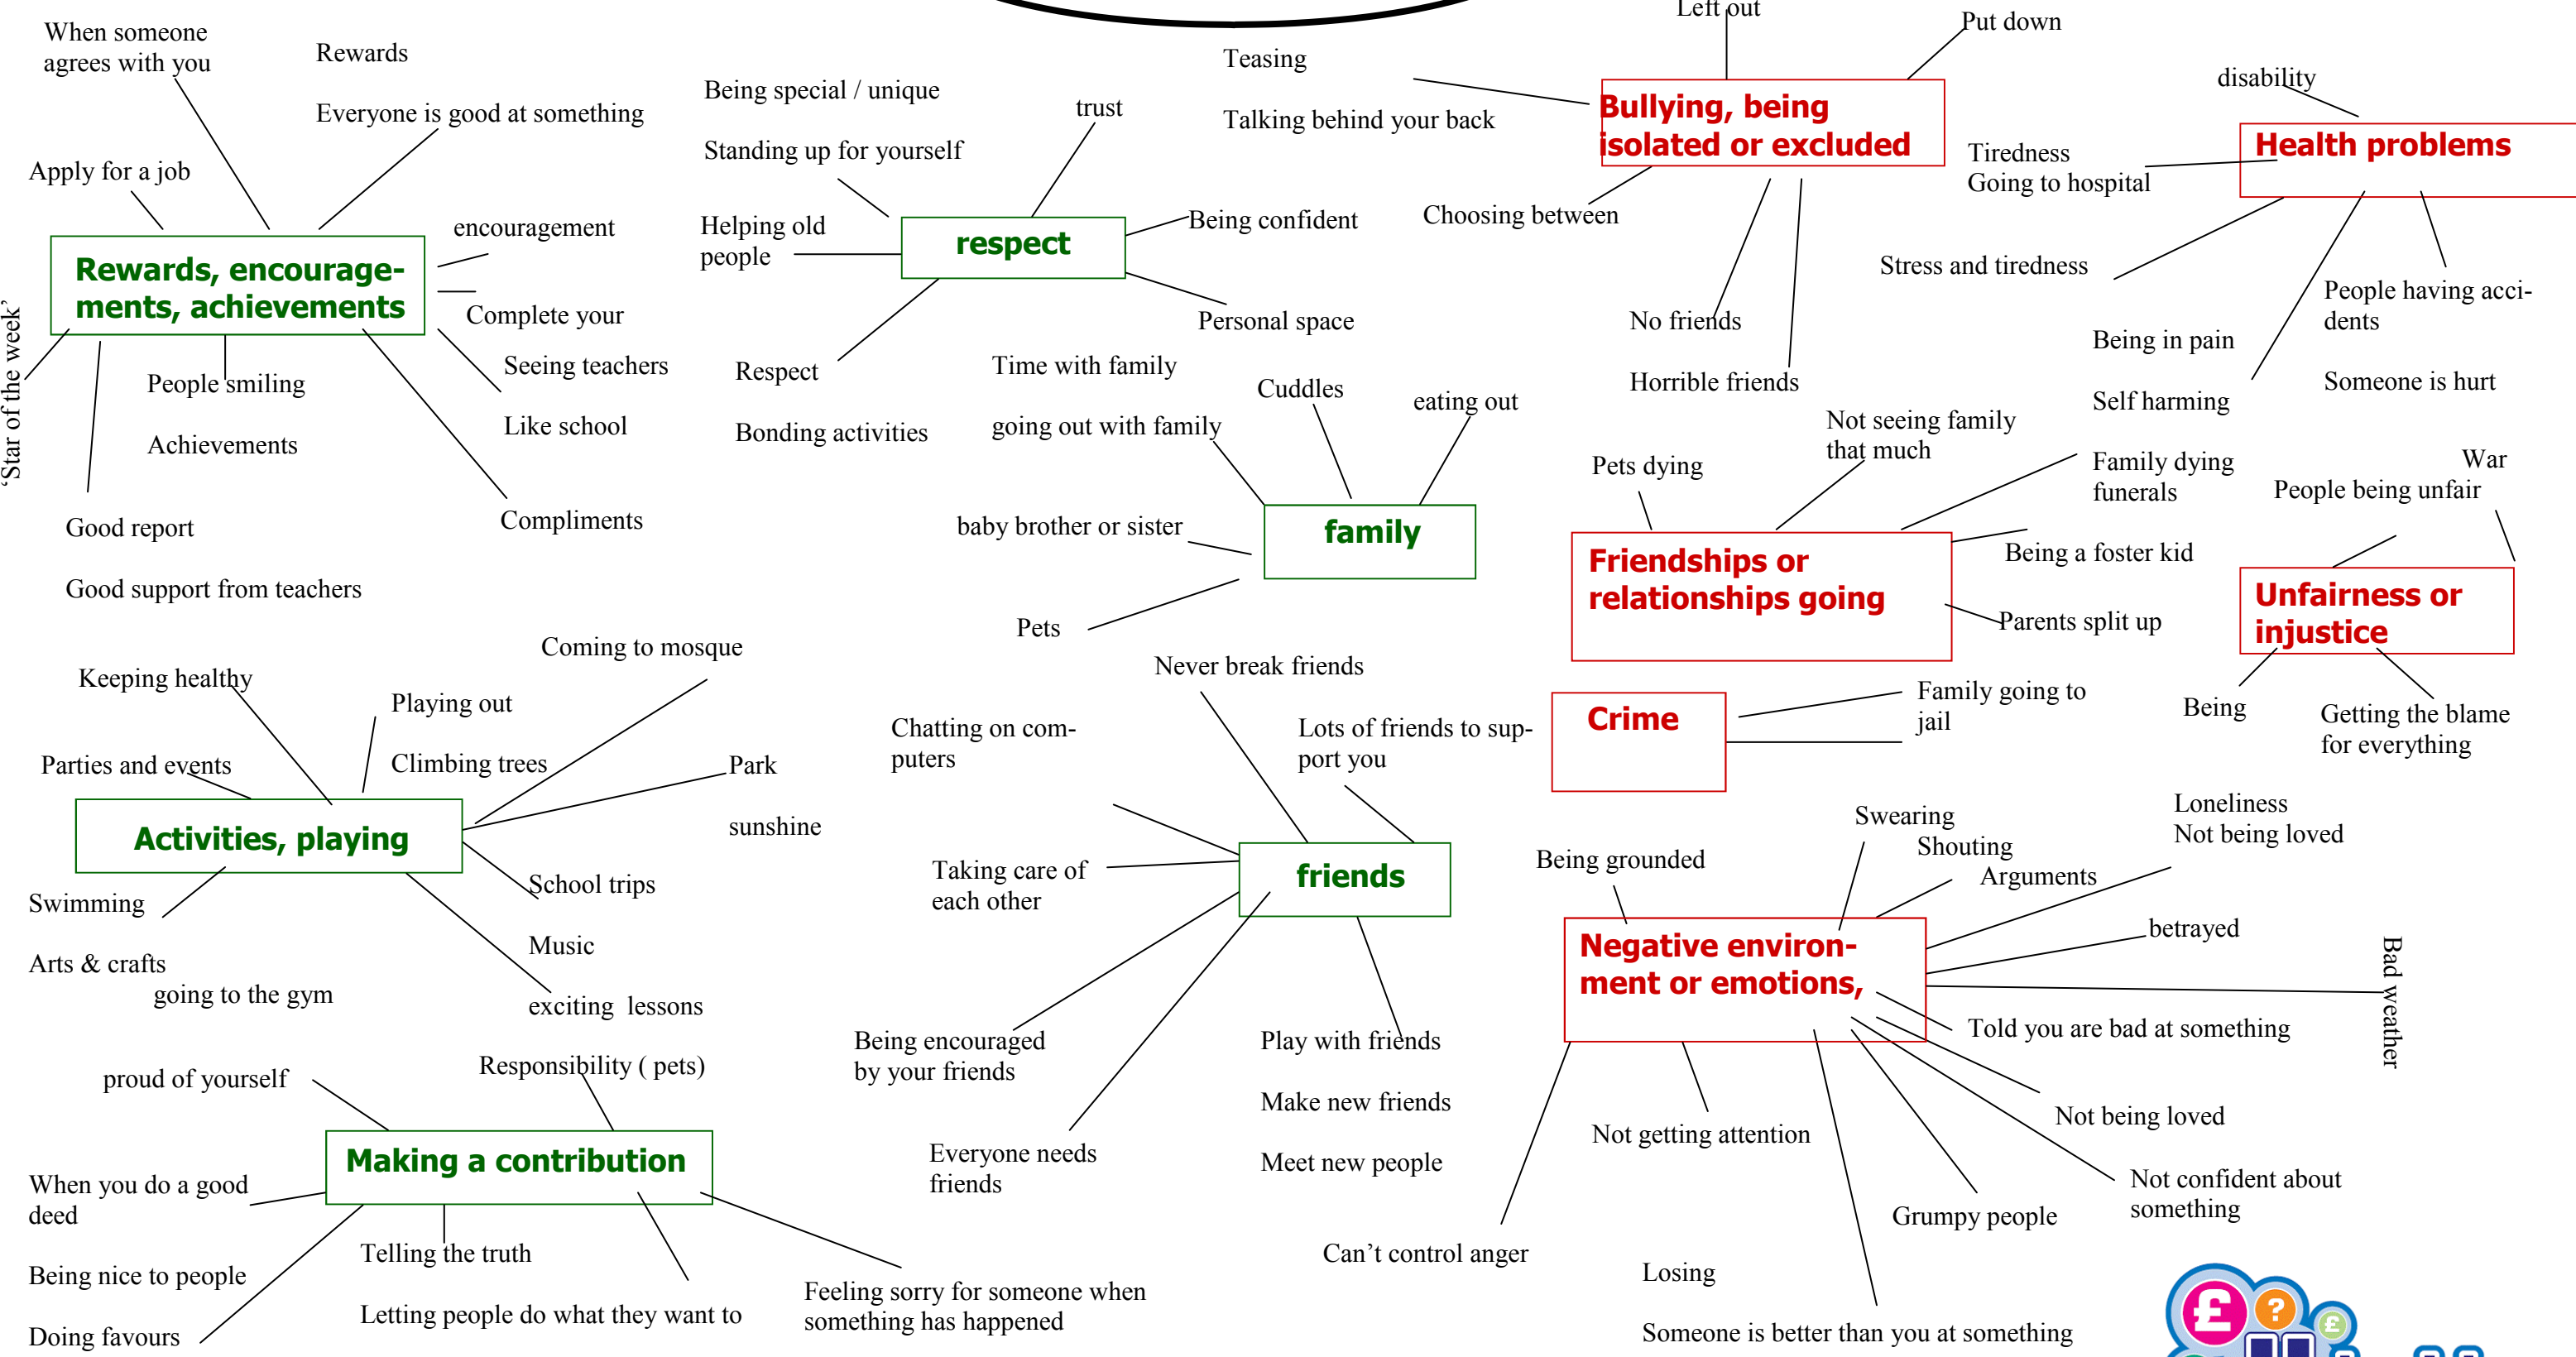 When someone
agrees with you
Rewards
Everyone is good at something
Apply for a job
encouragement
Rewards, encourage-
ments, achievements
Complete your
Seeing teachers
Like school
'Star of the week'
People smiling
Achievements
Compliments
Good report
Good support from teachers
Being special / unique
Standing up for yourself
trust
Helping old
people
respect
Being confident
Personal space
Respect
Bonding activities
Time with family
going out with family
Cuddles
eating out
baby brother or sister
family
Pets
Coming to mosque
Keeping healthy
Playing out
Climbing trees
Parties and events
Park
sunshine
Activities, playing
School trips
Music
exciting  lessons
Swimming
Arts & crafts
going to the gym
Never break friends
Chatting on com-
puters
Lots of friends to sup-
port you
Taking care of
each other
friends
Being encouraged
by your friends
Everyone needs
friends
Play with friends
Make new friends
Meet new people
Responsibility ( pets)
proud of yourself
Making a contribution
When you do a good
deed
Being nice to people
Doing favours
Telling the truth
Letting people do what they want to
Feeling sorry for someone when
something has happened
Left out
Put down
Teasing
Talking behind your back
Bullying, being
isolated or excluded
Choosing between
No friends
Horrible friends
disability
Health problems
Tiredness
Going to hospital
Stress and tiredness
People having acci-
dents
Someone is hurt
Being in pain
Self harming
Not seeing family
that much
Pets dying
Family dying
funerals
Friendships or
relationships going
Being a foster kid
Parents split up
War
People being unfair
Unfairness or
injustice
Being
Getting the blame
for everything
Crime
Family going to
jail
Swearing
Shouting
Arguments
Loneliness
Not being loved
Being grounded
Negative environ-
ment or emotions,
betrayed
Bad weather
Told you are bad at something
Not being loved
Not confident about
something
Grumpy people
Not getting attention
Can't control anger
Losing
Someone is better than you at something
£
?
£